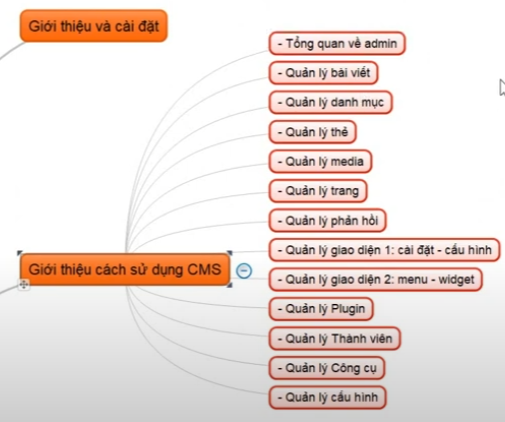 Giới thiệu và cài đặt
- Tổng quan về admin
- Quản lý bài viết
- Quản lý danh mục
- Quản lý thẻ
- Quản lý media
- Quản lý trang
- Quản lý phản hồi
Giới thiệu cách sử dụng CMS
- Quản lý giao diện 1: cài đặt - cấu hình
- Quản lý giao diện 2: menu - widget
- Quản lý Plugin
- Quản lý Thành viên
- Quản lý Công cụ
- Quản lý cấu hình